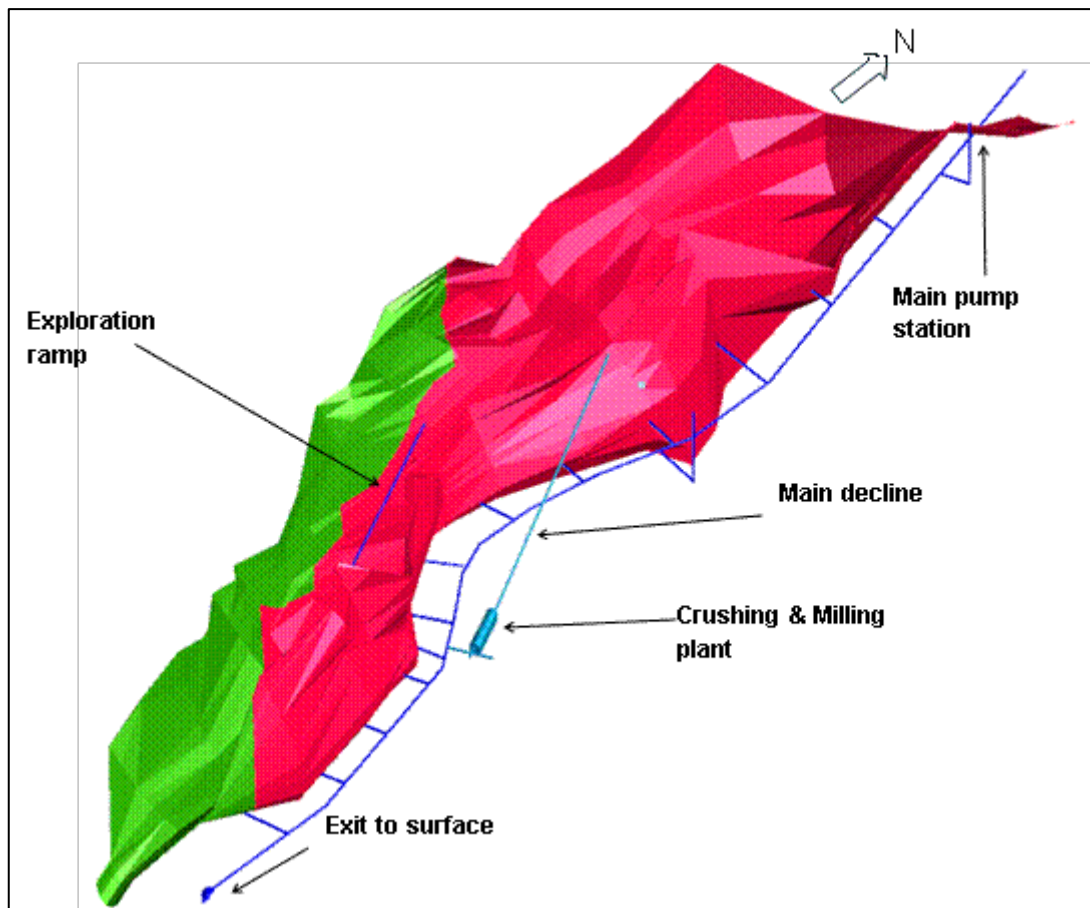 N
Main pump
station
Exploration
ramp
Main decline
Crushing & Milling
plant
Exit to surface